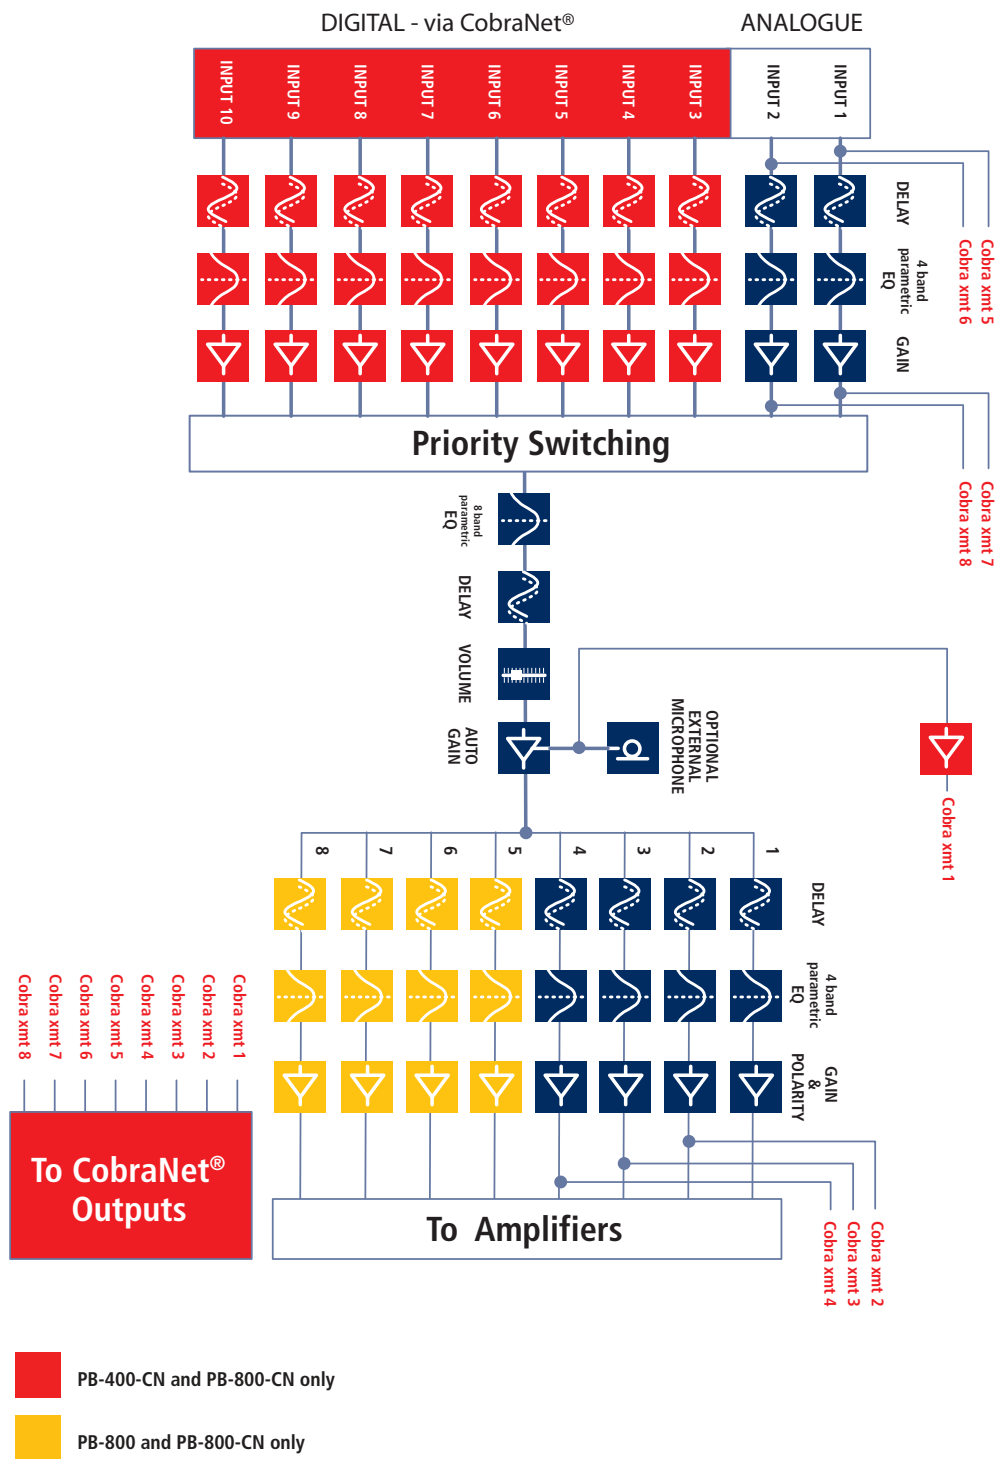 DIGITAL - via CobraNet®
ANALOGUE
INPUT 10
INPUT 9
INPUT 8
INPUT 7
INPUT 6
INPUT 5
INPUT 4
INPUT 3
INPUT 2
INPUT 1
DELAY
Cobra xmt 5
Cobra xmt 6
4 band
parametric
EQ
GAIN
Priority Switching
Cobra xmt 7
Cobra xmt 8
8 band
parametric
EQ
DELAY
VOLUME
AUTO
GAIN
OPTIONAL
EXTERNAL
MICROPHONE
Cobra xmt 1
8
7
6
5
4
3
2
1
DELAY
4 band
parametric
EQ
GAIN
&
POLARITY
Cobra xmt 8
Cobra xmt 7
Cobra xmt 6
Cobra xmt 5
Cobra xmt 4
Cobra xmt 3
Cobra xmt 2
Cobra xmt 1
To CobraNet®
Outputs
To Amplifiers
Cobra xmt 4
Cobra xmt 3
Cobra xmt 2
PB-400-CN and PB-800-CN only
PB-800 and PB-800-CN only